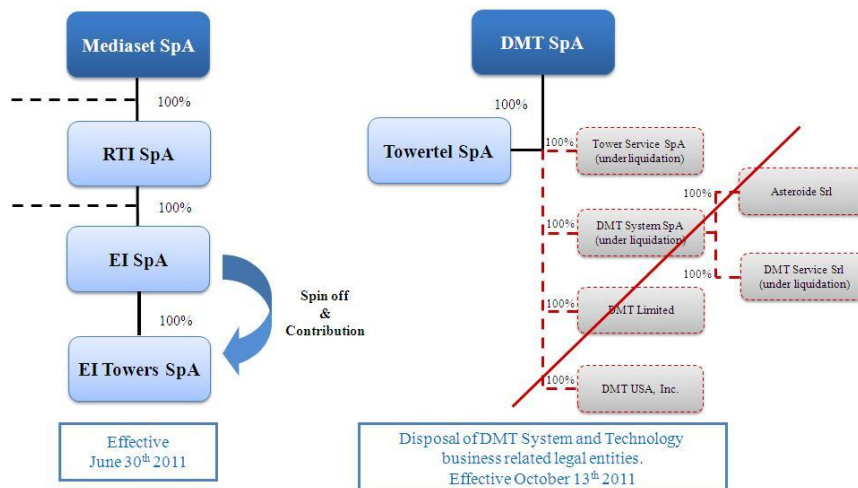 Mediaset SpA
100%
RTI SpA
100%
EI SpA
100%
EI Towers SpA
Spin off
&
Contribution
Effective
June 30th 2011
DMT SpA
100%
Towertel SpA
100%
Tower Service SpA
(under liquidation)
100%
DMT System SpA
(under liquidation)
100%
Asteroide Srl
100%
DMT Service Srl
(under liquidation)
100%
DMT Limited
100%
DMT USA, Inc.
Disposal of DMT System and Technology
business related legal entities.
Effective October 13th 2011